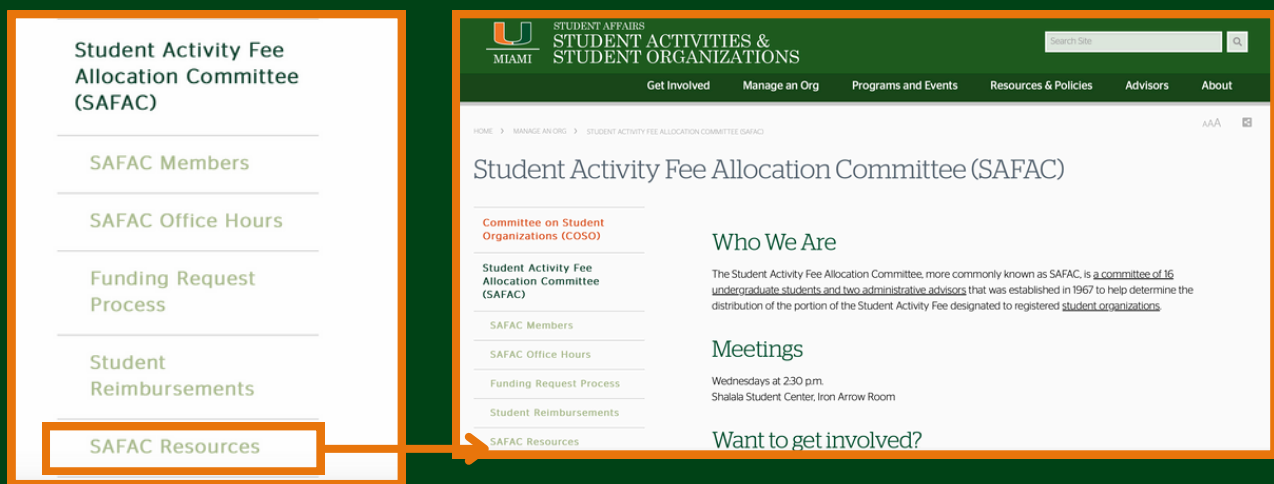 Student Activity Fee
Allocation Committee
(SAFAC)
SAFAC Members
SAFAC Office Hours
Funding Request
Process
Student
Reimbursements
SAFAC Resources
MIAMI
STUDENT AFFAIRS
STUDENT ACTIVITIES &
STUDENT ORGANIZATIONS
Search Site
Get Involved Manage an Org Programs and Events Resources & Policies Advisors About
HOME > MANAGE AN ORG > STUDENT ACTIVITY FEE ALLOCATION COMMITTEE (SAFAC)
AAA
Student Activity Fee Allocation Committee (SAFAC)
Committee on Student
Organizations (COSO)
Student Activity Fee
Allocation Committee
(SAFAC)
SAFAC Members
SAFAC Office Hours
Funding Request Process
Student Reimbursements
SAFAC Resources
Who We Are
The Student Activity Fee Allocation Committee, more commonly known as SAFAC, is a committee of 16
undergraduate students and two administrative advisors that was established in 1967 to help determine the
distribution of the portion of the Student Activity Fee designated to registered student organizations.
Meetings
Wednesdays at 2:30 p.m.
Shalala Student Center, Iron Arrow Room
Want to get involved?